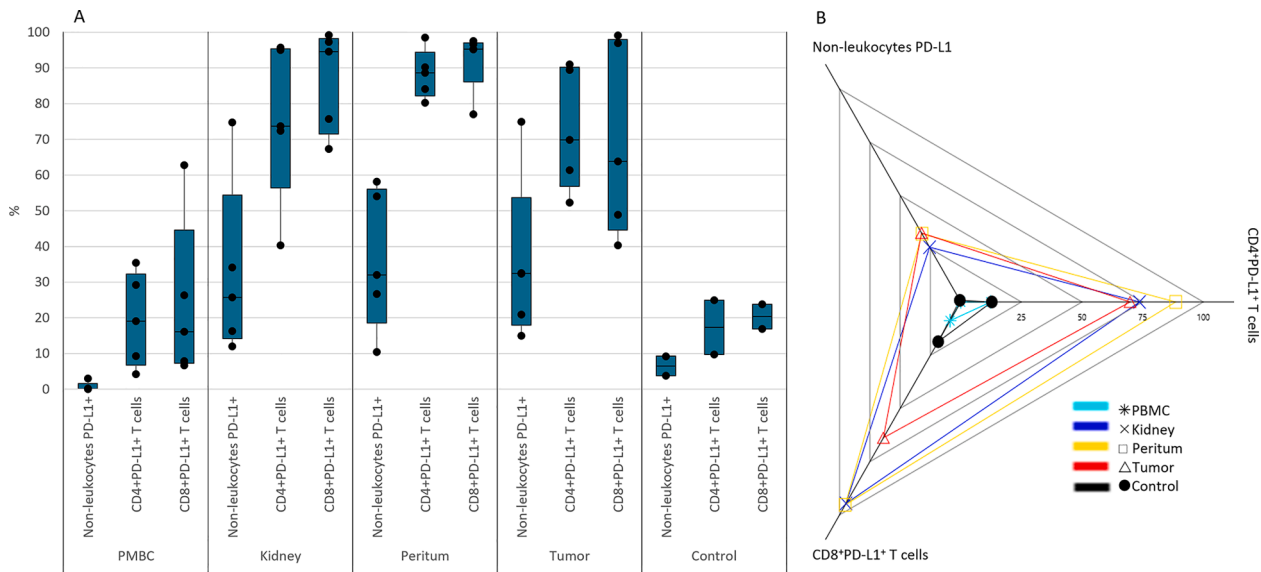 A
100
90
80
70
60
50
40
30
20
10
0
%
Non-leukocytes PD-L1+
CD4+PD-L1+ T cells
CD8+PD-L1+ T cells
Non-leukocytes PD-L1+
CD4+PD-L1+ T cells
CD8+PD-L1+ T cells
Non-leukocytes PD-L1+
CD4+PD-L1+ T cells
CD8+PD-L1+ T cells
Non-leukocytes PD-L1+
CD4+PD-L1+ T cells
CD8+PD-L1+ T cells
Non-leukocytes PD-L1+
CD4+PD-L1+ T cells
CD8+PD-L1+ T cells
PMBC
Kidney
Peritum
Tumor
Control
B
Non-leukocytes PD-L1
CD4⁺PD-L1⁺ T cells
25
50
75
100
PBMC
Kidney
Peritum
Tumor
Control
CD8⁺PD-L1⁺ T cells